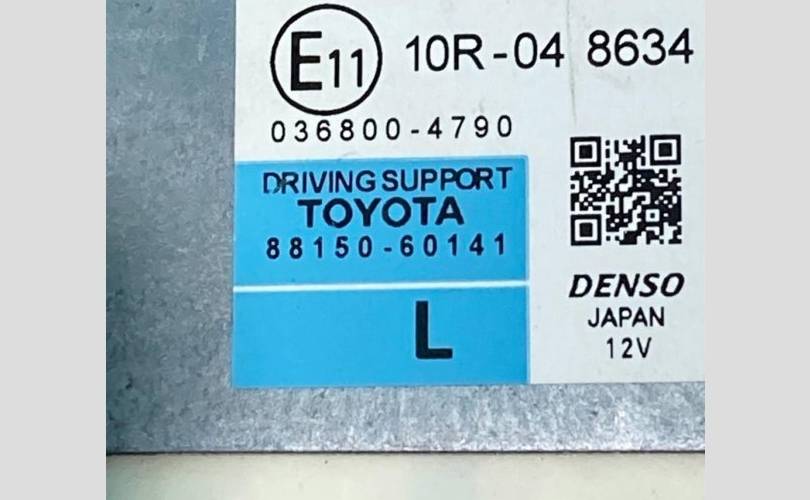 E11 10R-04 8634
036800-4790
DRIVING SUPPORT
TOYOTA
88150-60141
L
DENSO
JAPAN
12V